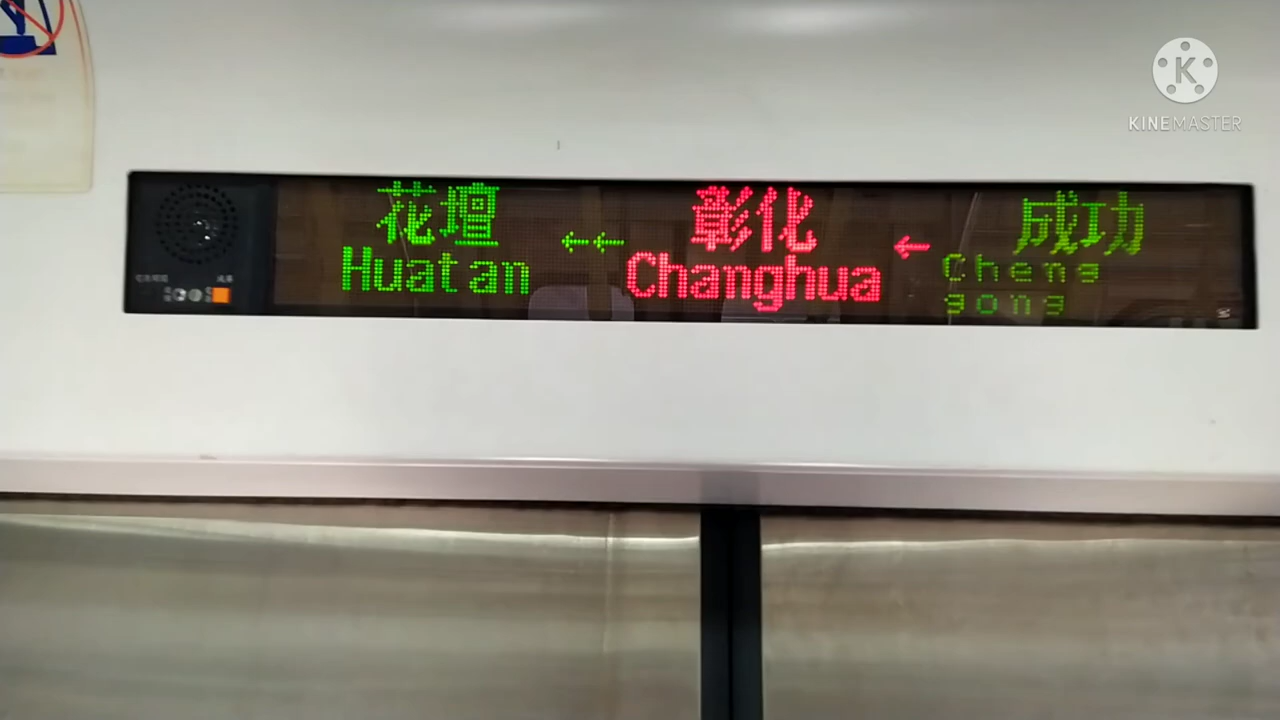 花壇
Huatan
←←
彰化
Changhua
←
成功
Cheng
gong
KINEMASTER